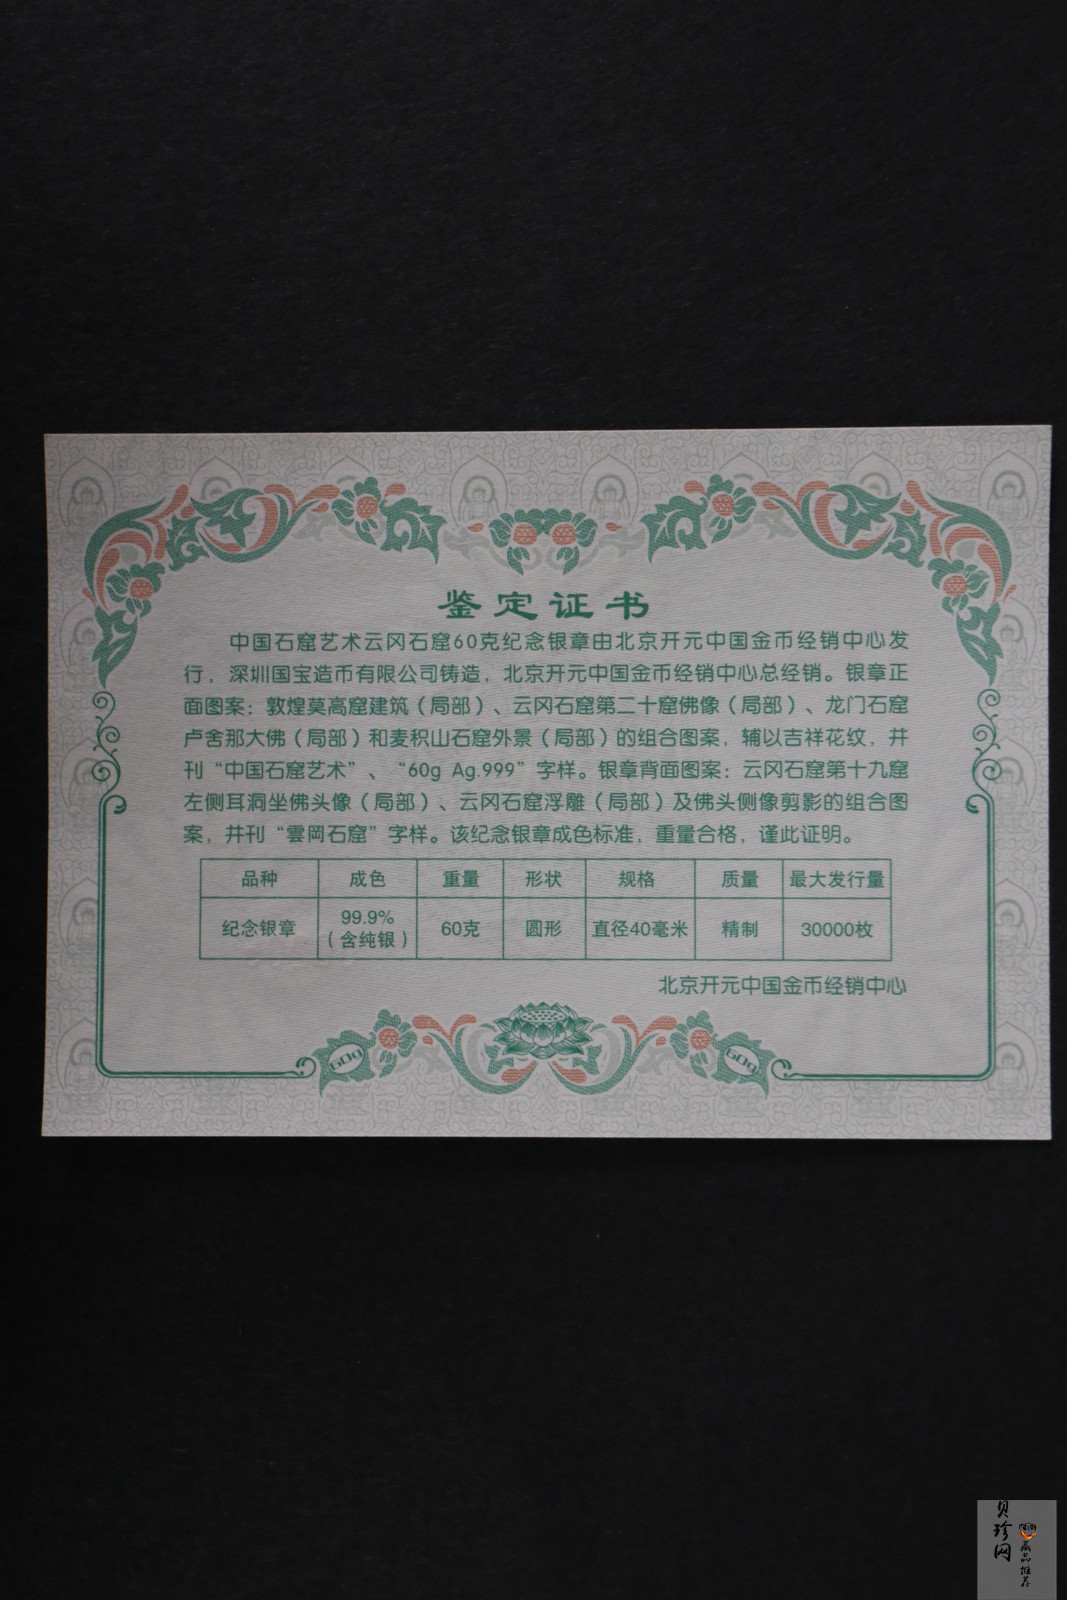 鉴定证书
中国石窟艺术云冈石窟60克纪念银章由北京开元中国金币经销中心发
行，深圳国宝造币有限公司铸造，北京开元中国金币经销中心总经销。银章正
面图案：敦煌莫高窟建筑（局部）、云冈石窟第二十窟佛像（局部）、龙门石窟
卢舍那大佛（局部）和麦积山石窟外景（局部）的组合图案，辅以吉祥花纹，并
刊“中国石窟艺术”、“60g Ag.999”字样。银章背面图案：云冈石窟第十九窟
左侧耳洞坐佛头像（局部）、云冈石窟浮雕（局部）及佛头侧像剪影的组合图
案，并刊“雲岡石窟”字样。该纪念银章成色标准，重量合格，谨此证明。
品种 成色 重量 形状 规格 质量 最大发行量
纪念银章 99.9%（含纯银） 60克 圆形 直径40毫米 精制 30000枚
北京开元中国金币经销中心
60g 60g
贝珍网
藏品推荐